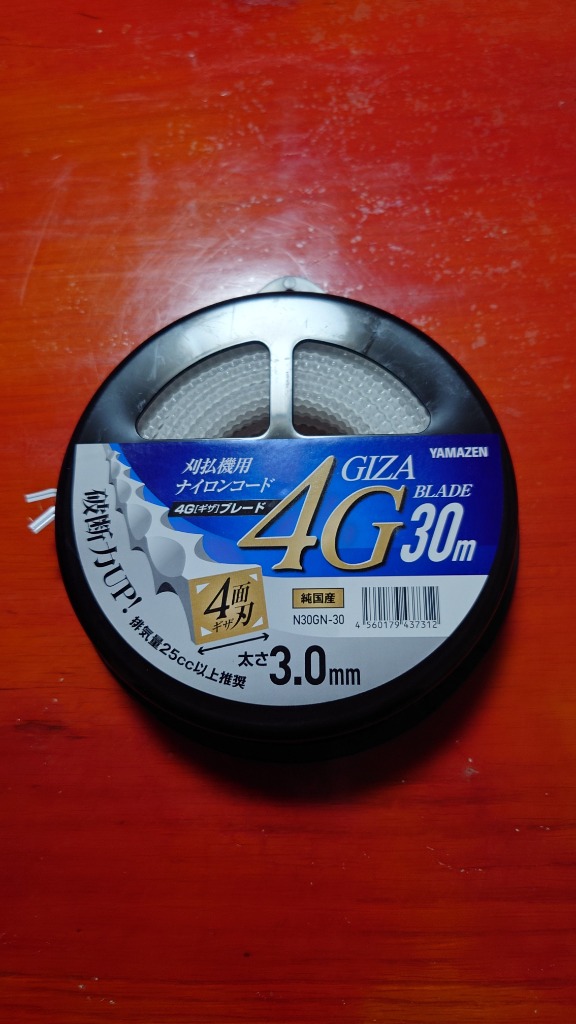 YAMAZEN
刈払機用
ナイロンコード
4G[ギザ]ブレード
4G
GIZA
BLADE
30m
破断力UP!
4面
ギザ刃
純国産
N30GN-30
4 560179 437312
太さ3.0mm
排気量25cc以上推奨